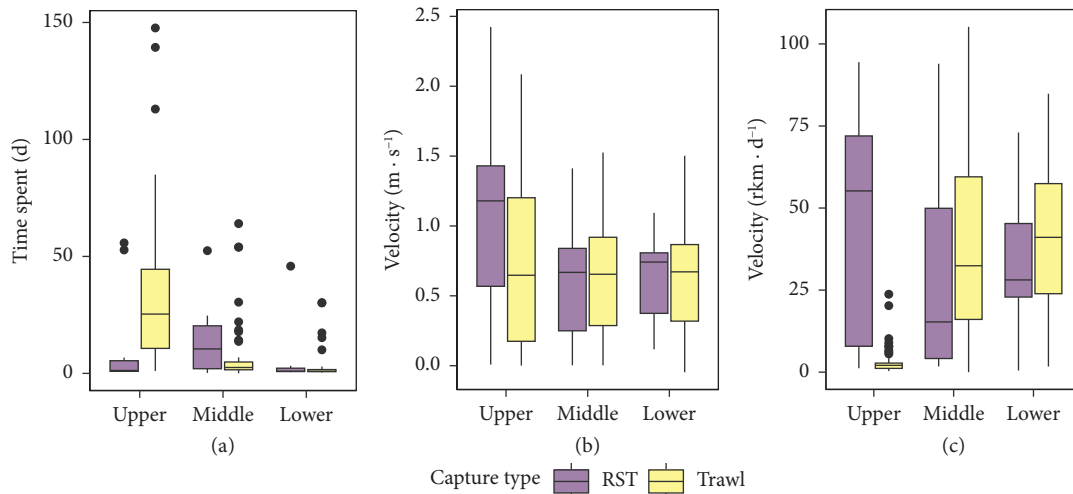 Time spent (d)
150
100
50
0
Upper Middle Lower
(a)
Velocity (m · s⁻¹)
2.5
2.0
1.5
1.0
0.5
0.0
Upper Middle Lower
(b)
Velocity (rkm · d⁻¹)
100
75
50
25
0
Upper Middle Lower
(c)
Capture type RST Trawl